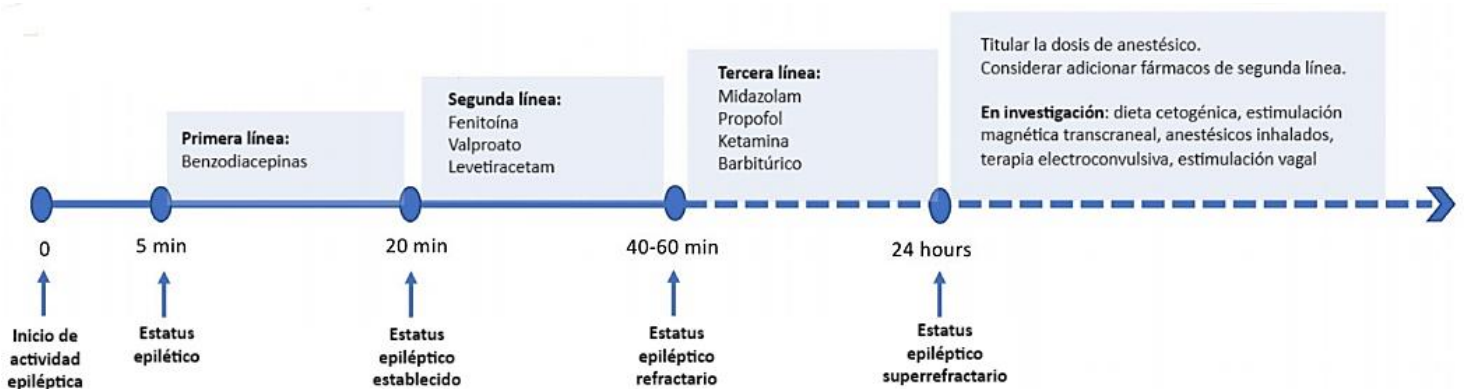 Primera línea:
Benzodiacepinas
Segunda línea:
Fenitoína
Valproato
Levetiracetam
Tercera línea:
Midazolam
Propofol
Ketamina
Barbitúrico
Titular la dosis de anestésico.
Considerar adicionar fármacos de segunda línea.
En investigación: dieta cetogénica, estimulación
magnética transcraneal, anestésicos inhalados,
terapia electroconvulsiva, estimulación vagal
0
5 min
20 min
40-60 min
24 hours
Inicio de
actividad
epiléptica
Estatus
epilético
Estatus
epiléptico
establecido
Estatus
epiléptico
refractario
Estatus
epiléptico
superrefractario